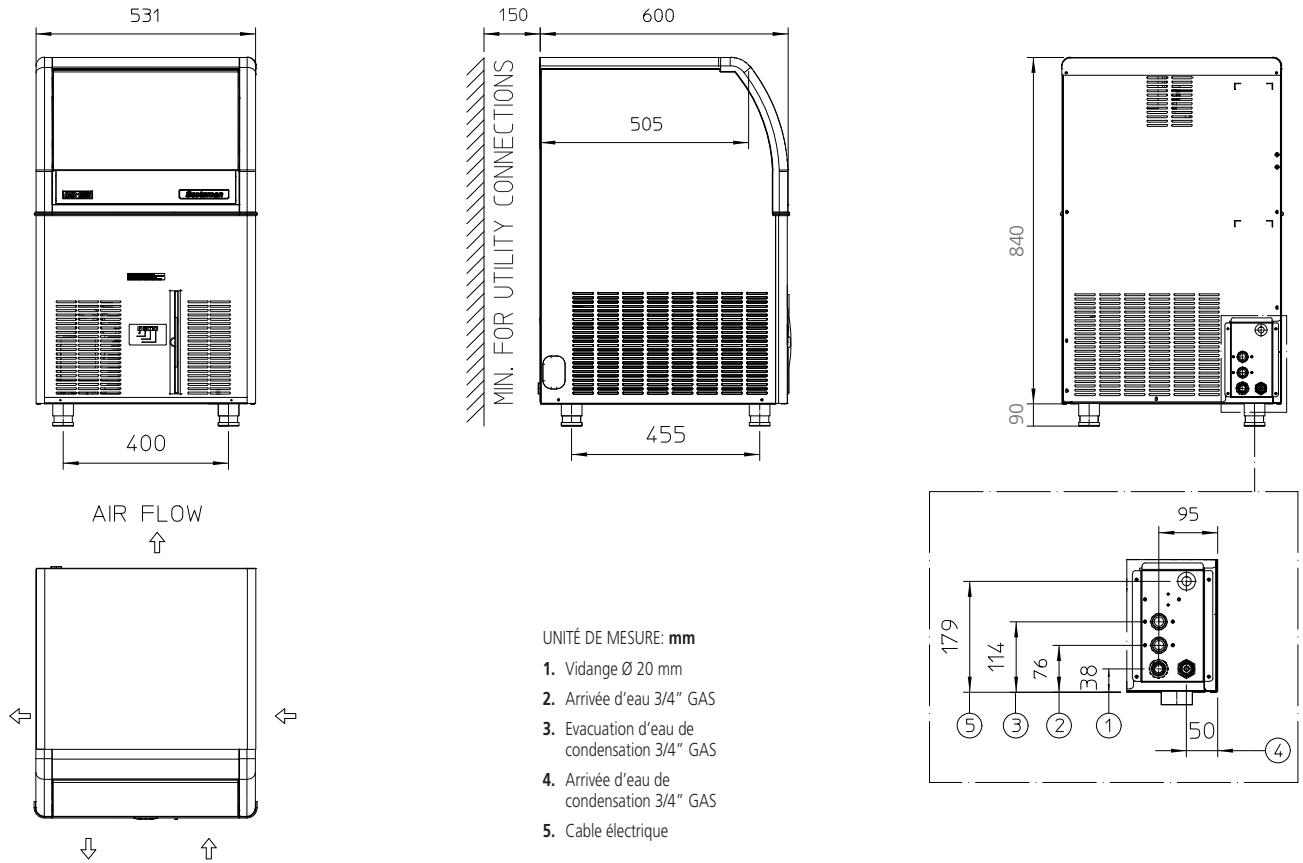 531
150
600
MIN. FOR UTILITY CONNECTIONS
505
840
90
Scotsman
400
455
AIR FLOW
95
179
114
76
38
50
5
3
2
1
4
UNITÉ DE MESURE: mm
1. Vidange Ø 20 mm
2. Arrivée d'eau 3/4" GAS
3. Evacuation d'eau de
condensation 3/4" GAS
4. Arrivée d'eau de
condensation 3/4" GAS
5. Cable électrique